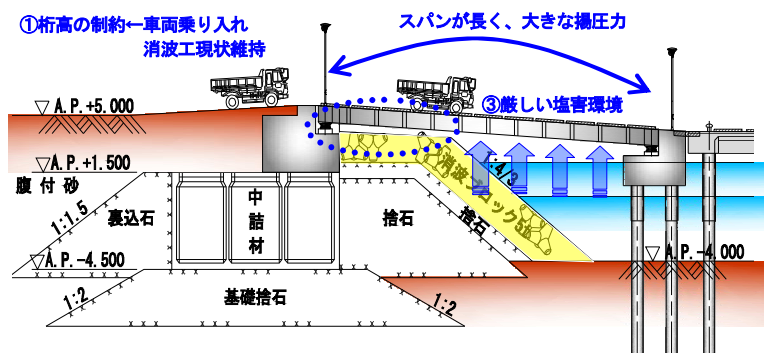 ①桁高の制約←車両乗り入れ
消波工現状維持
スパンが長く、大きな揚圧力
③厳しい塩害環境
A.P.+5.000
A.P.+1.500
腹付砂
1:1.5
裏込石
中詰材
捨石
消波ブロック5t
1:4/3
捨石
A.P.-4.500
A.P.-4.000
1:2
基礎捨石
1:2